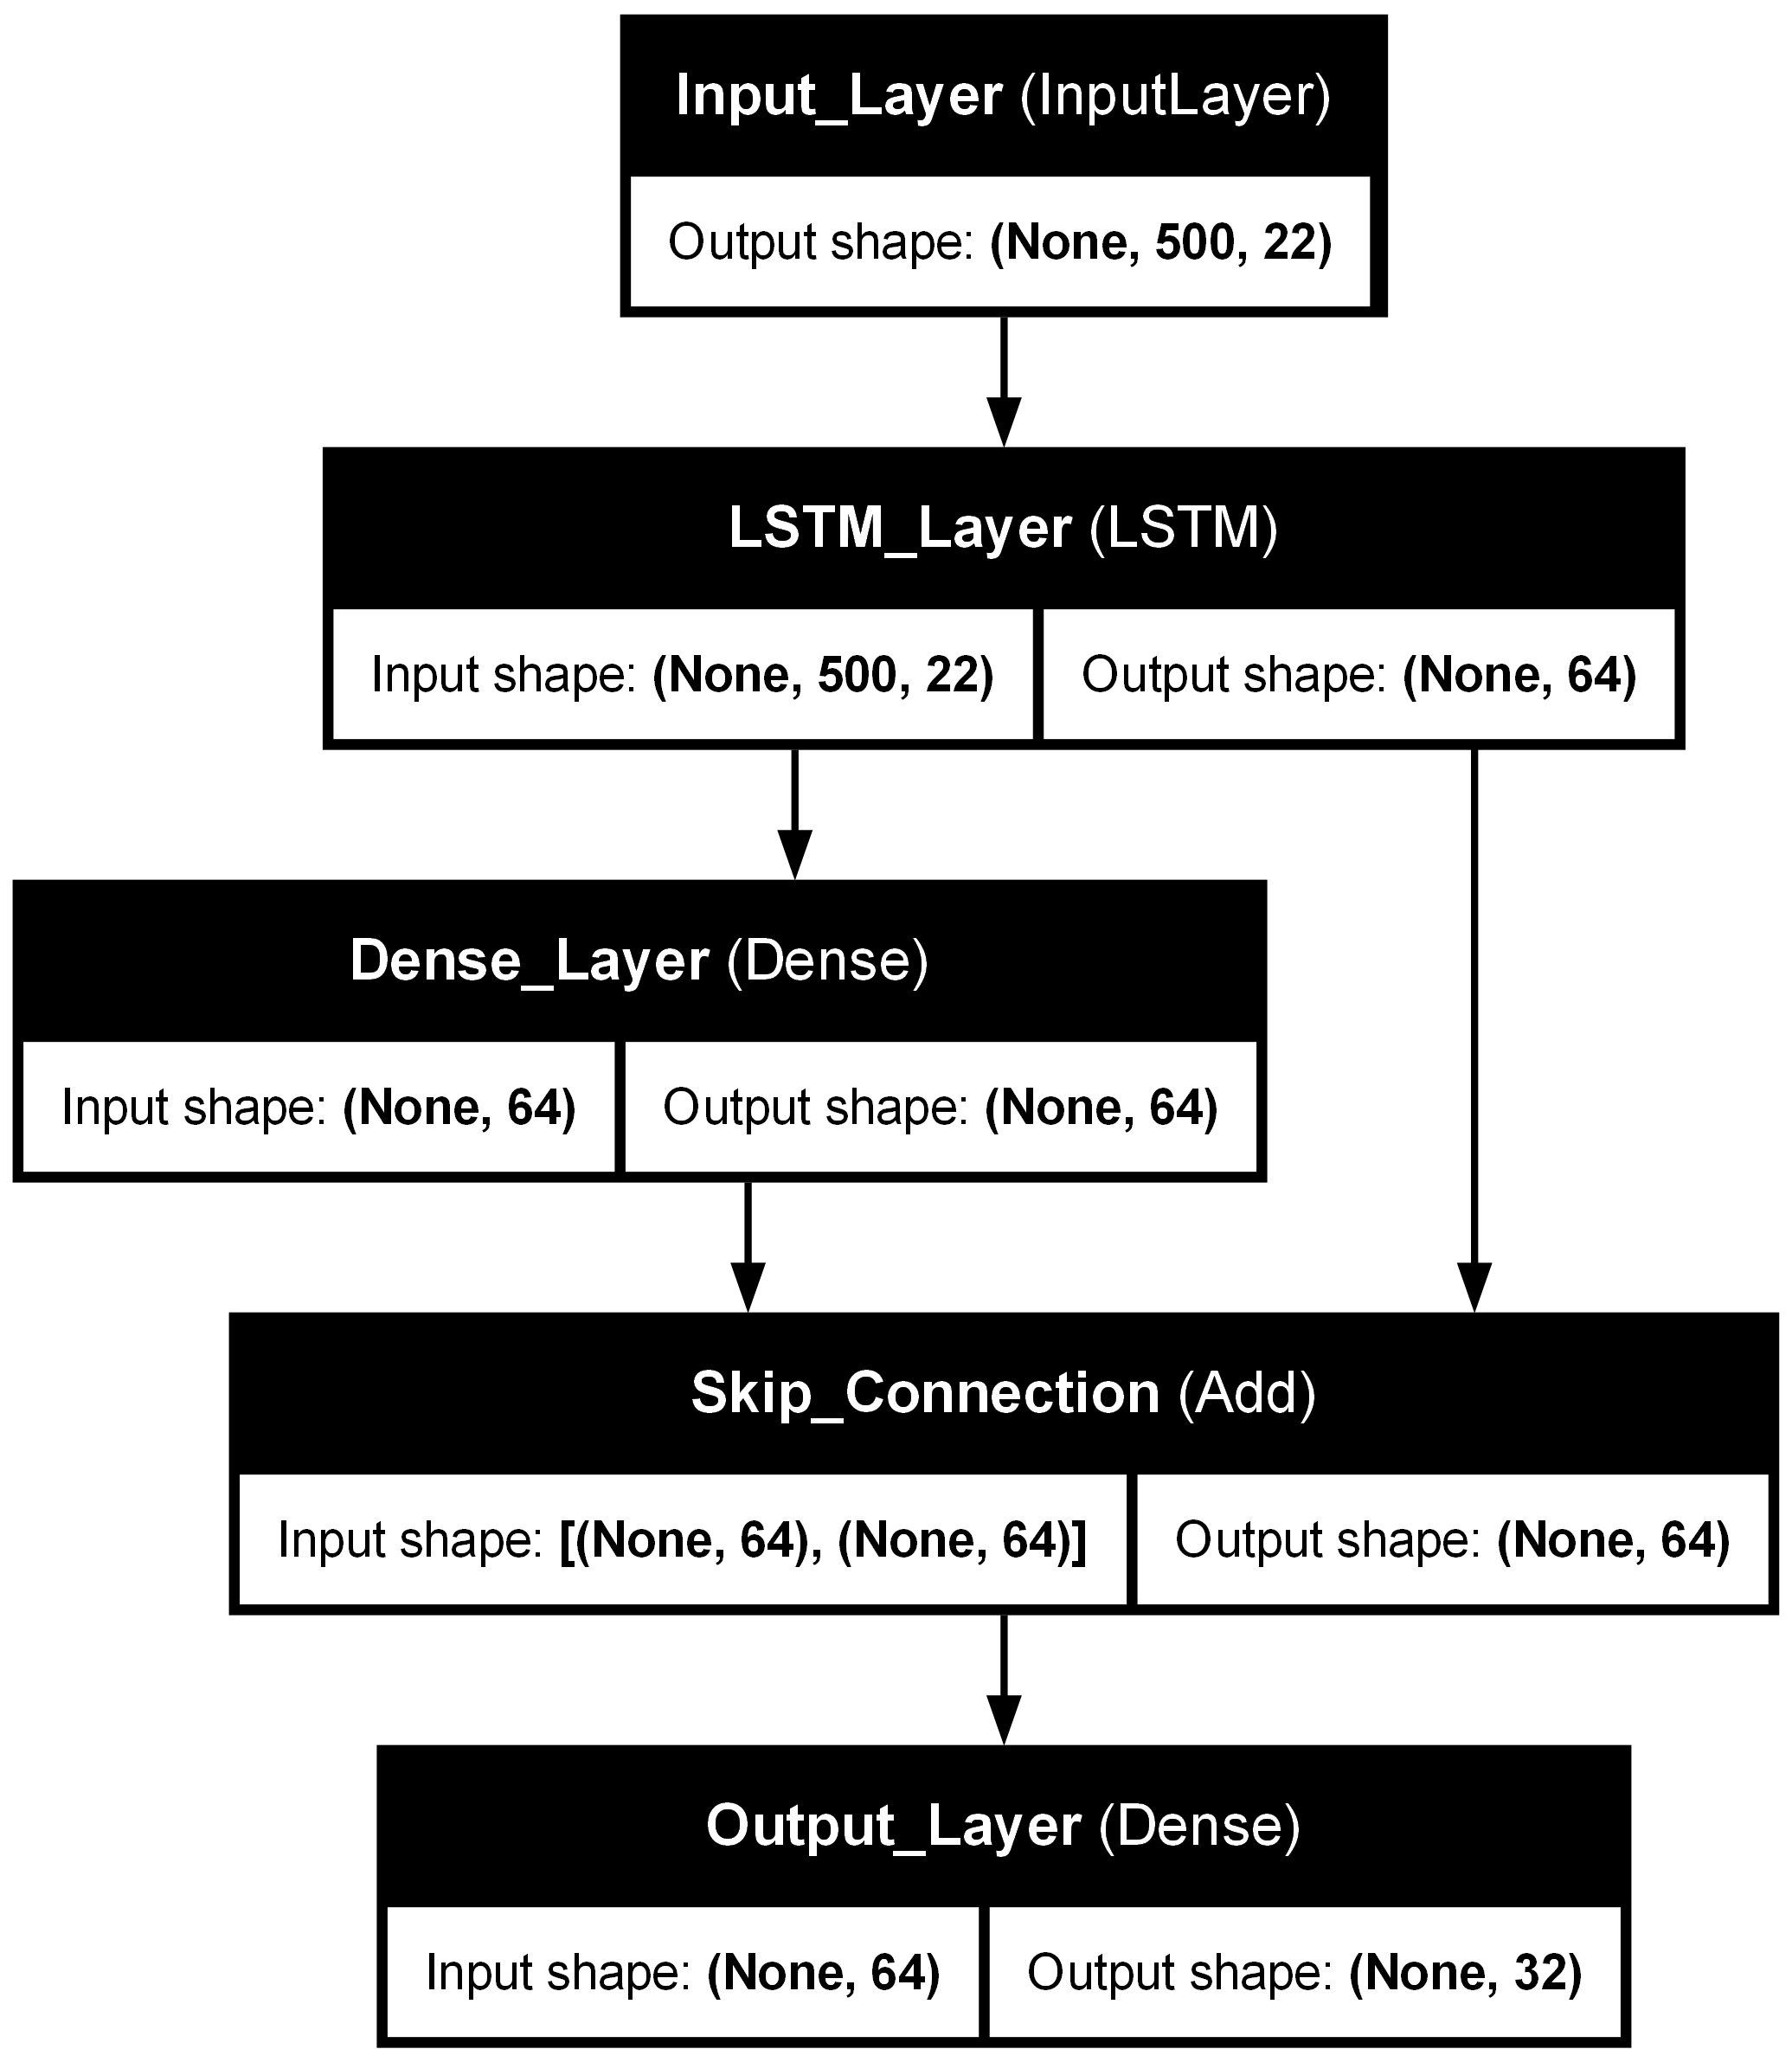 Input_Layer (InputLayer)
Output shape: (None, 500, 22)
LSTM_Layer (LSTM)
Input shape: (None, 500, 22)
Output shape: (None, 64)
Dense_Layer (Dense)
Input shape: (None, 64)
Output shape: (None, 64)
Skip_Connection (Add)
Input shape: [(None, 64), (None, 64)]
Output shape: (None, 64)
Output_Layer (Dense)
Input shape: (None, 64)
Output shape: (None, 32)